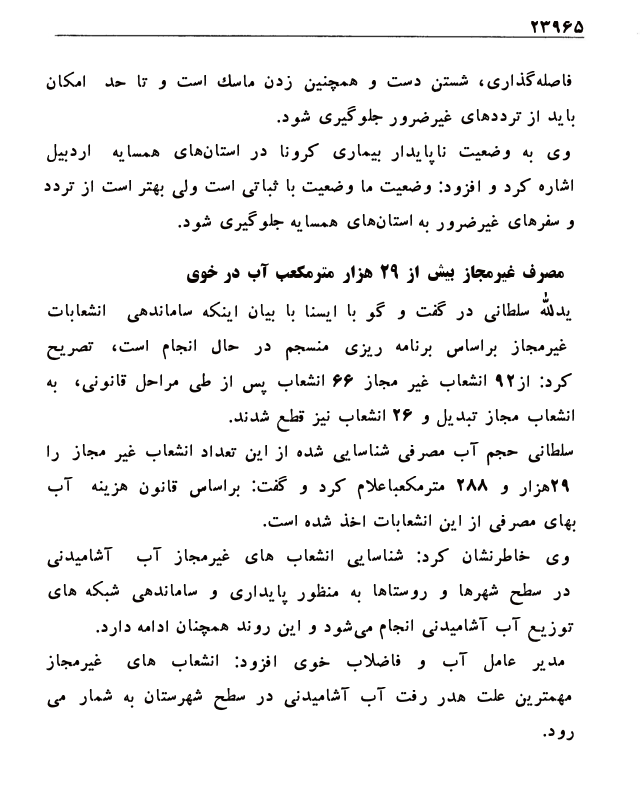 ۲۳۹۶۵
فاصله‌گذاری، شستن دست و همچنین زدن ماسك است و تا حد امکان
باید از ترددهای غیرضرور جلوگیری شود.
وی به وضعیت ناپایدار بیماری کرونا در استان‌های همسایه اردبیل
اشاره کرد و افزود: وضعیت ما وضعیت با ثباتی است ولی بهتر است از تردد
و سفرهای غیرضرور به استان‌های همسایه جلوگیری شود.
مصرف غیرمجاز بیش از ۲۹ هزار مترمکعب آب در خوی
یدلله سلطانی در گفت و گو با ایسنا با بیان اینکه ساماندهی انشعابات
غیرمجاز براساس برنامه ریزی منسجم در حال انجام است، تصریح
کرد: از۹۲ انشعاب غیر مجاز ۶۶ انشعاب پس از طی مراحل قانونی، به
انشعاب مجاز تبدیل و ۲۶ انشعاب نیز قطع شدند.
سلطانی حجم آب مصرفی شناسایی شده از این تعداد انشعاب غیر مجاز را
۲۹هزار و ۲۸۸ مترمکعباعلام کرد و گفت: براساس قانون هزینه آب
بهای مصرفی از این انشعابات اخذ شده است.
وی خاطرنشان کرد: شناسایی انشعاب های غیرمجاز آب آشامیدنی
در سطح شهرها و روستاها به منظور پایداری و ساماندهی شبکه های
توزیع آب آشامیدنی انجام می‌شود و این روند همچنان ادامه دارد.
مدیر عامل آب و فاضلاب خوی افزود: انشعاب های غیرمجاز
مهمترین علت هدر رفت آب آشامیدنی در سطح شهرستان به شمار می
رود.